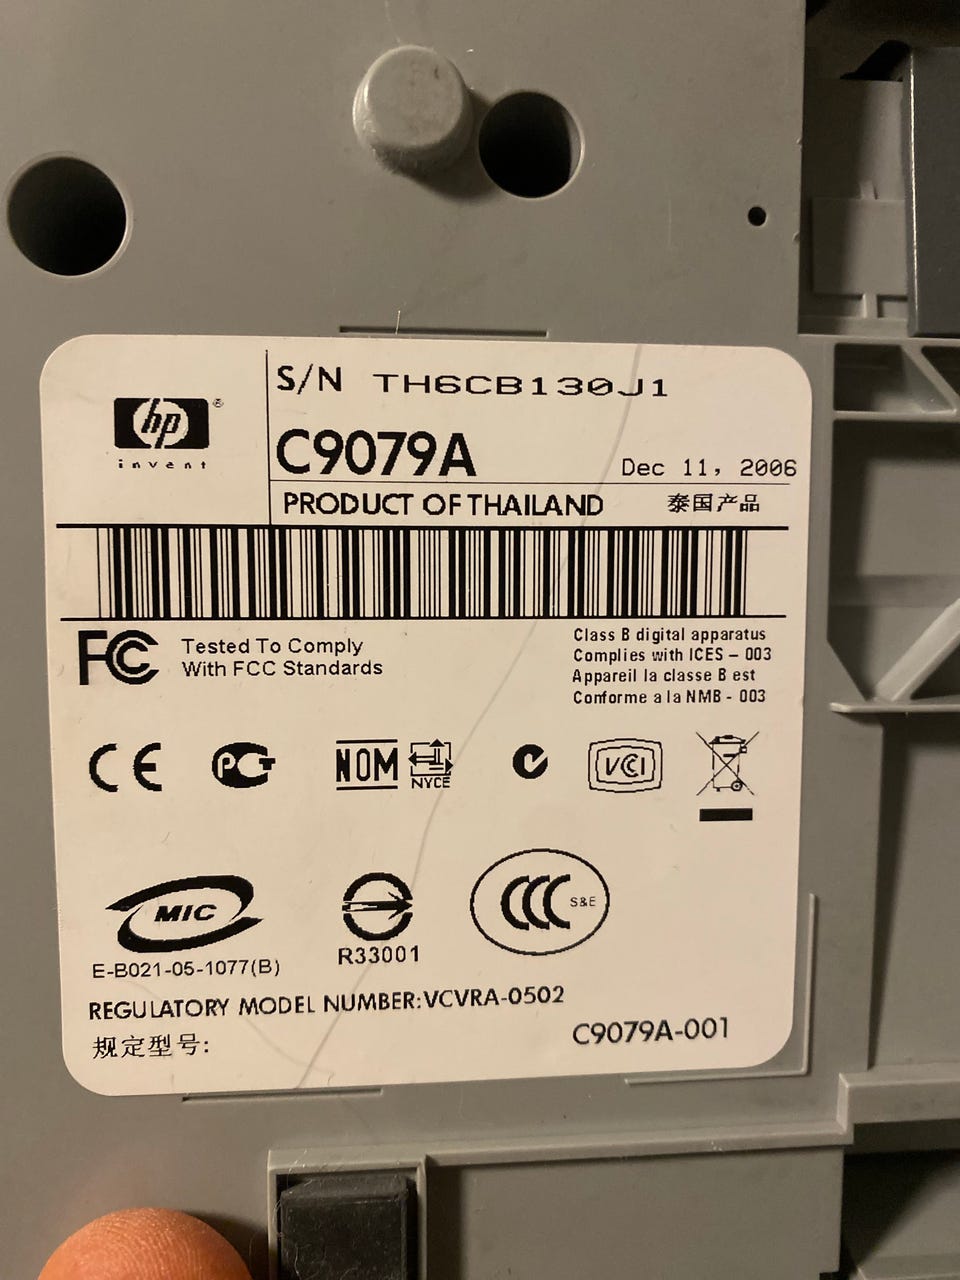 hp ®
invent
S/N TH6CB130J1
C9079A Dec 11, 2006
PRODUCT OF THAILAND 泰国产品
FC Tested To Comply
With FCC Standards
Class B digital apparatus
Complies with ICES – 003
Appareil la classe B est
Conforme a la NMB - 003
CE PCT NOM NYCE VCCI
MIC
E-B021-05-1077(B)
R33001
CCC S&E
REGULATORY MODEL NUMBER:VCVRA-0502
规定型号:
C9079A-001